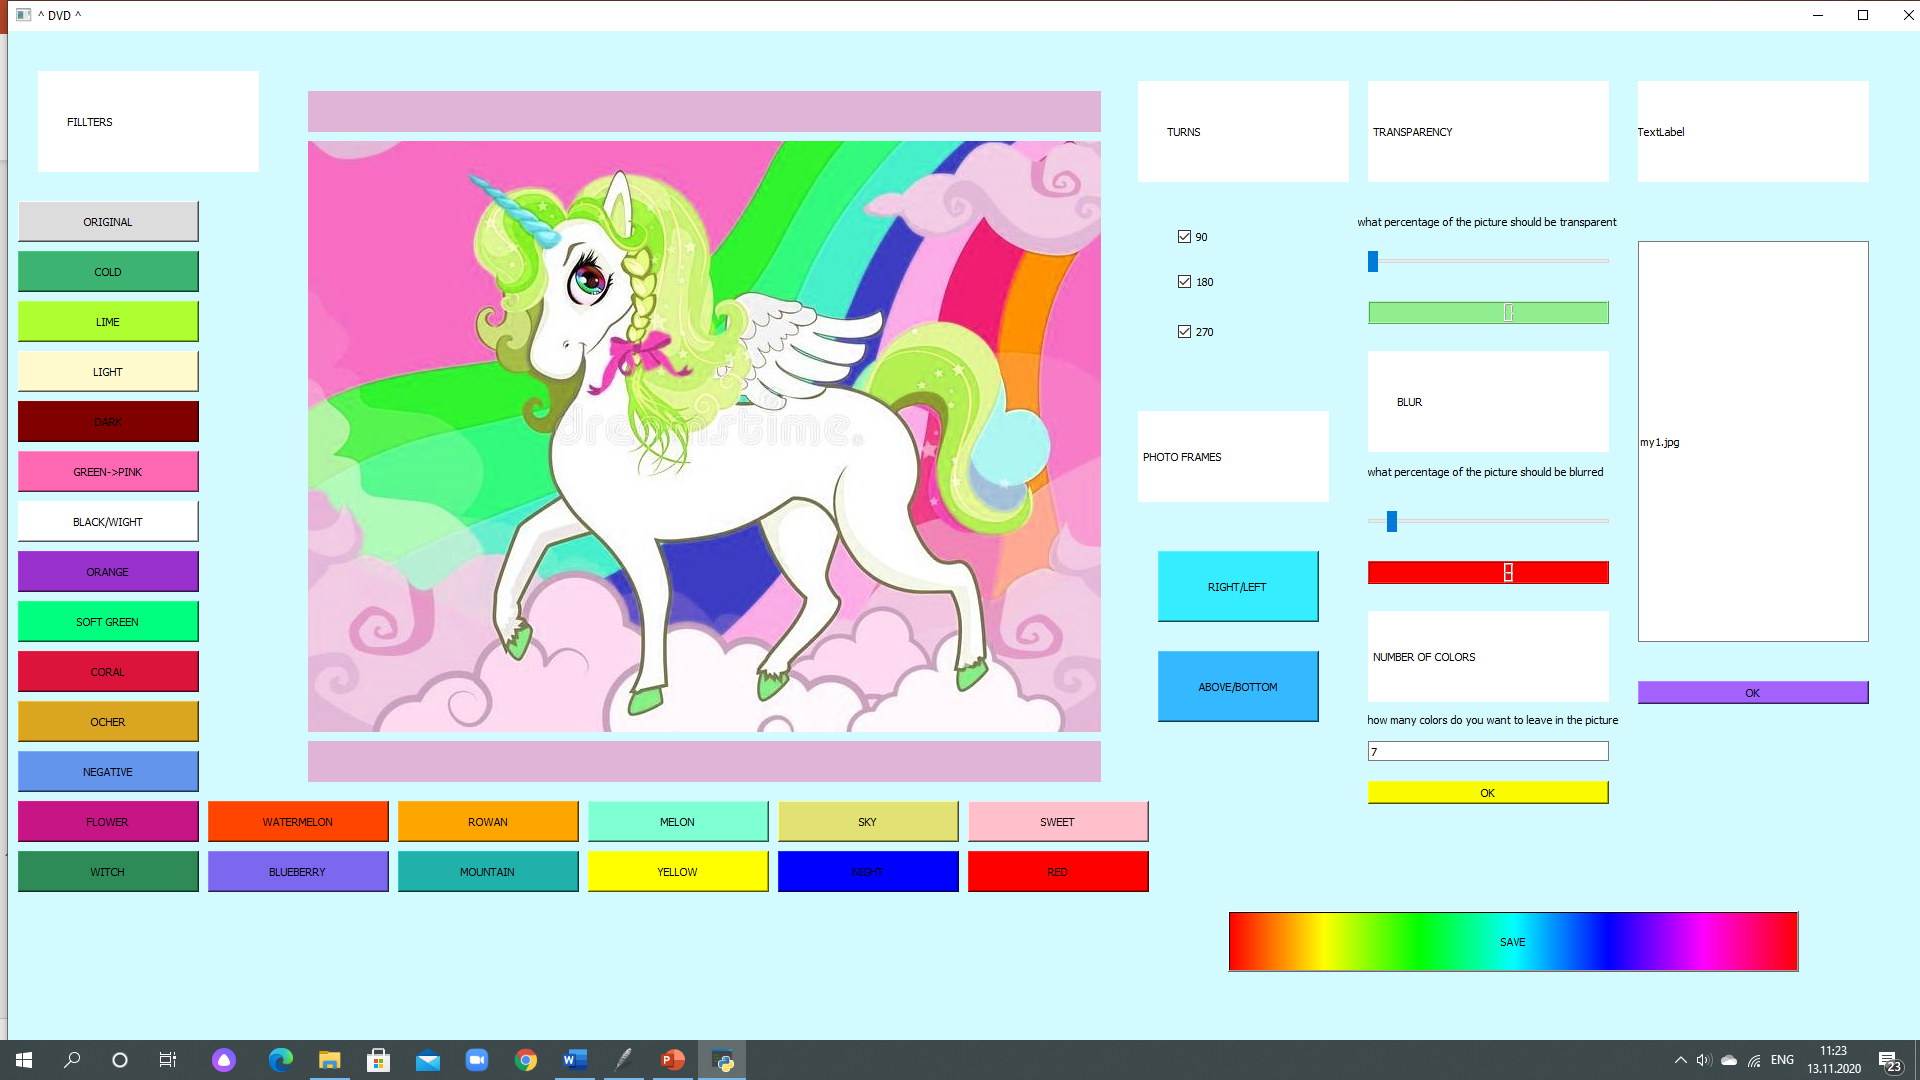 ^ DVD ^
FILLTERS
ORIGINAL
COLD
LIME
LIGHT
DARK
GREEN->PINK
BLACK/WIGHT
ORANGE
SOFT GREEN
CORAL
OCHER
NEGATIVE
FLOWER
WATERMELON
ROWAN
MELON
SKY
SWEET
WITCH
BLUEBERRY
MOUNTAIN
YELLOW
NIGHT
RED
dreamstime.
TURNS
90
180
270
PHOTO FRAMES
RIGHT/LEFT
ABOVE/BOTTOM
TRANSPARENCY
what percentage of the picture should be transparent
0
BLUR
what percentage of the picture should be blurred
8
NUMBER OF COLORS
how many colors do you want to leave in the picture
7
OK
TextLabel
my1.jpg
OK
SAVE
ENG
11:23
13.11.2020
23